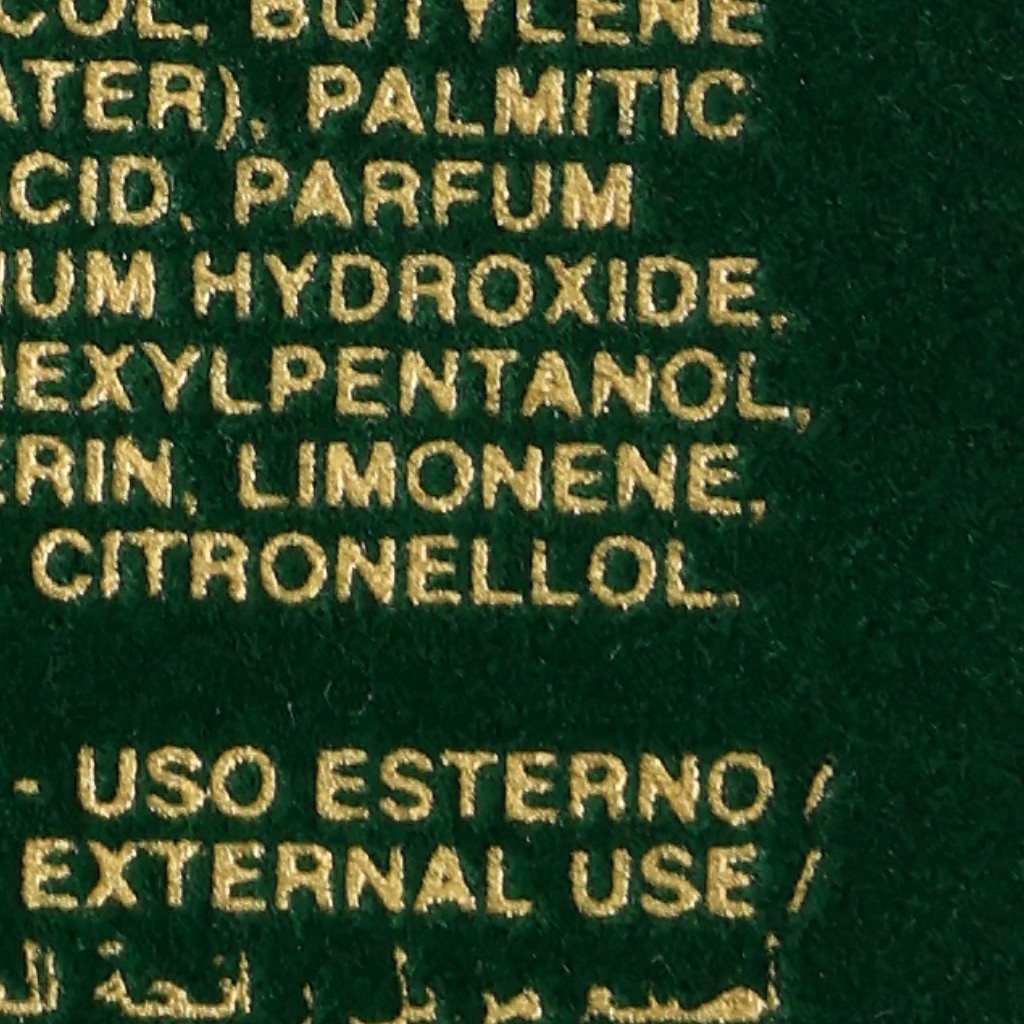 COL, BUTYLENE
ATER), PALMITIC
CID, PARFUM
IUM HYDROXIDE,
HEXYLPENTANOL,
ERIN, LIMONENE,
CITRONELLOL.
- USO ESTERNO /
EXTERNAL USE /